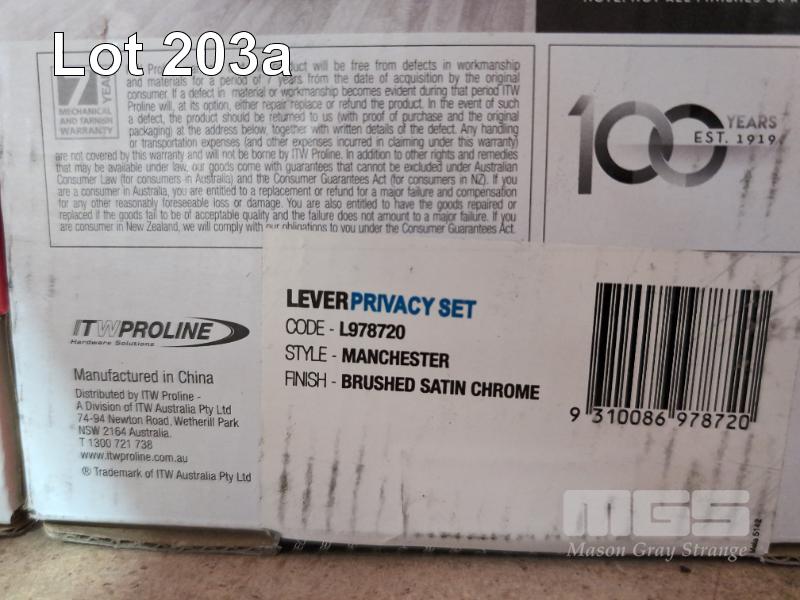 NOTE: NOT ALL FINISHES OR
Lot 203a
7 YEAR
MECHANICAL
AND TARNISH
WARRANTY
will be free from defects in workmanship
and materials for a period of 7 years from the date of acquisition by the original
consumer. If a defect in material or workmanship becomes evident during that period ITW
Proline will, at its option, either repair replace or refund the product. In the event of such
a defect, the product should be returned to us (with proof of purchase and the original
packaging) at the address below, together with written details of the defect. Any handling
or transportation expenses (and other expenses incurred in claiming under this warranty)
are not covered by this warranty and will not be borne by ITW Proline. In addition to other rights and remedies
that may be available under law, our goods come with guarantees that cannot be excluded under Australian
Consumer Law (for consumers in Australia) and the Consumer Guarantees Act (for consumers in NZ). If you
are a consumer in Australia, you are entitled to a replacement or refund for a major failure and compensation
for any other reasonably foreseeable loss or damage. You are also entitled to have the goods repaired or
replaced if the goods fail to be of acceptable quality and the failure does not amount to a major failure. If you
are consumer in New Zealand, we will comply with our obligations to you under the Consumer Guarantees Act.
100 YEARS
EST. 1919
ITWPROLINE
Hardware Solutions
Manufactured in China
Distributed by ITW Proline -
A Division of ITW Australia Pty Ltd
74-94 Newton Road, Wetherill Park
NSW 2164 Australia.
T 1300 721 738
www.itwproline.com.au
® Trademark of ITW Australia Pty Ltd
LEVER PRIVACY SET
CODE - L978720
STYLE - MANCHESTER
FINISH - BRUSHED SATIN CHROME
9 310086 978720
MGS
Mason Gray Strange